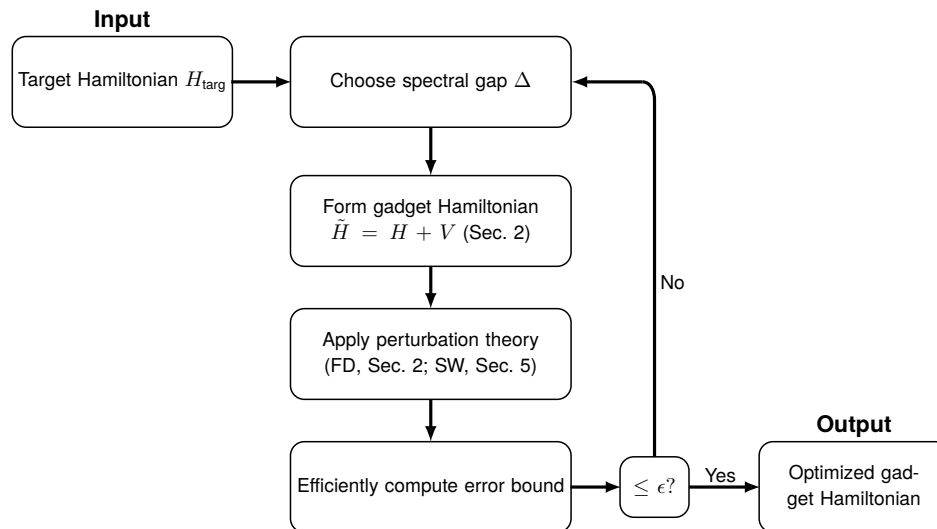 Input
Target Hamiltonian H_targ
Choose spectral gap Δ
Form gadget Hamiltonian
H̃ = H + V (Sec. 2)
No
Apply perturbation theory
(FD, Sec. 2; SW, Sec. 5)
Efficiently compute error bound
≤ ϵ?
Yes
Output
Optimized gad-
get Hamiltonian